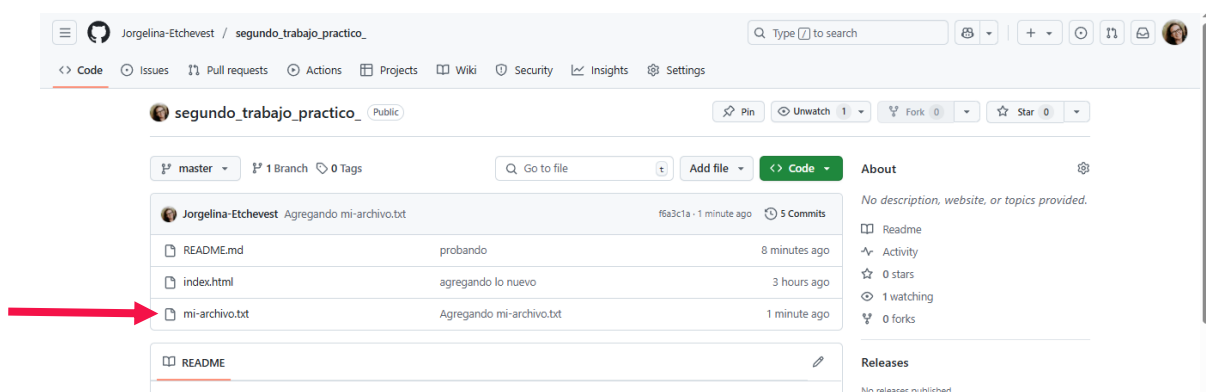 Jorgelina-Etchevest / segundo_trabajo_practico_
Type / to search
Code Issues Pull requests Actions Projects Wiki Security Insights Settings
segundo_trabajo_practico_ Public
Pin Unwatch 1 Fork 0 Star 0
master 1 Branch 0 Tags Go to file t Add file Code
Jorgelina-Etchevest Agregando mi-archivo.txt f6a3c1a · 1 minute ago 5 Commits
README.md probando 8 minutes ago
index.html agregando lo nuevo 3 hours ago
mi-archivo.txt Agregando mi-archivo.txt 1 minute ago
README
About
No description, website, or topics provided.
Readme
Activity
0 stars
1 watching
0 forks
Releases
No releases published